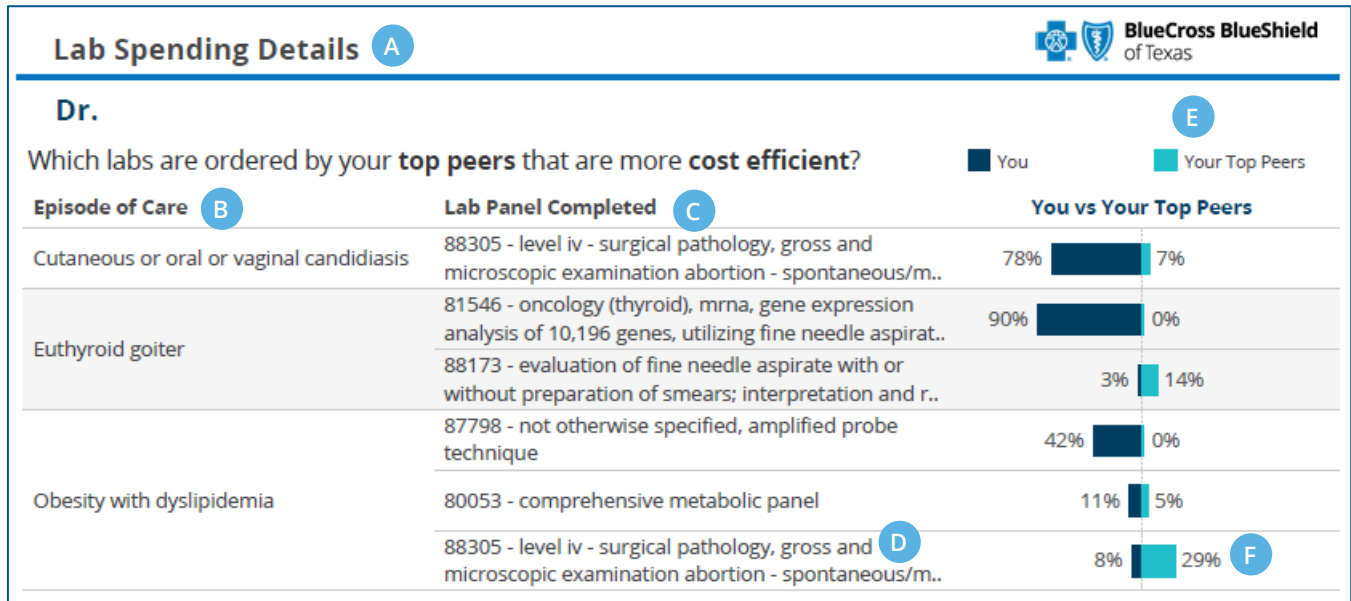 Lab Spending Details A
BlueCross BlueShield
of Texas
Dr.
E
Which labs are ordered by your top peers that are more cost efficient?
You
Your Top Peers
Episode of Care B
Lab Panel Completed C
You vs Your Top Peers
Cutaneous or oral or vaginal candidiasis
88305 - level iv - surgical pathology, gross and
microscopic examination abortion - spontaneous/m..
78% 7%
Euthyroid goiter
81546 - oncology (thyroid), mrna, gene expression
analysis of 10,196 genes, utilizing fine needle aspirat..
90% 0%
88173 - evaluation of fine needle aspirate with or
without preparation of smears; interpretation and r..
3% 14%
Obesity with dyslipidemia
87798 - not otherwise specified, amplified probe
technique
42% 0%
80053 - comprehensive metabolic panel
11% 5%
88305 - level iv - surgical pathology, gross and D
microscopic examination abortion - spontaneous/m..
8% 29% F